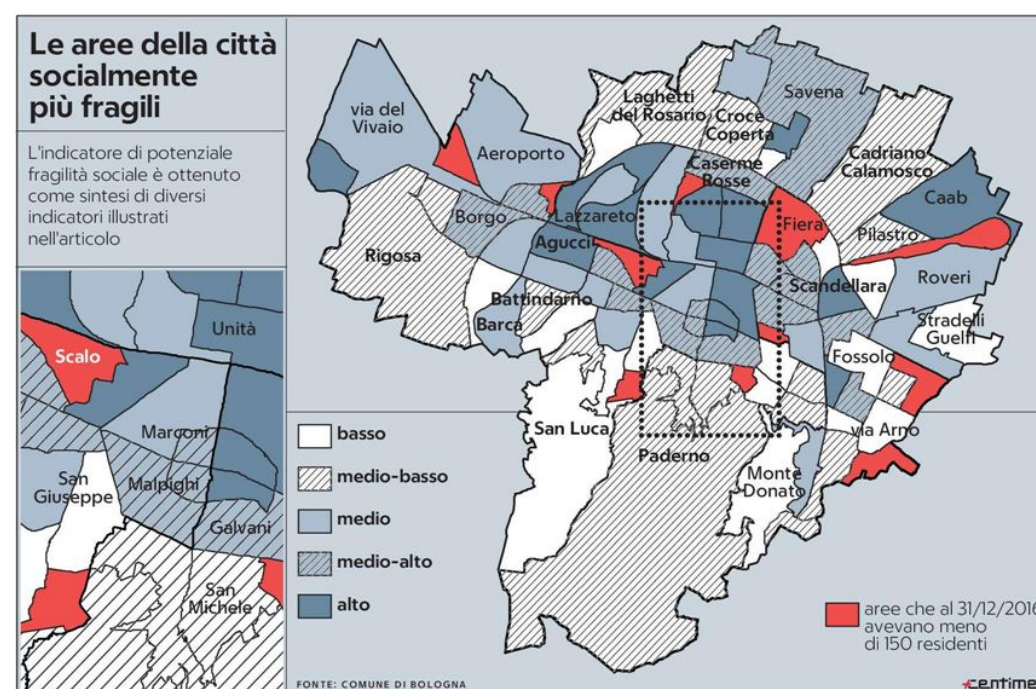 Le aree della città
socialmente
più fragili
L'indicatore di potenziale
fragilità sociale è ottenuto
come sintesi di diversi
indicatori illustrati
nell'articolo
via del
Vivaio
Aeroporto
Laghetti
del Rosario
Croce
Coperta
Savena
Caserme
Rosse
Cadriano
Calamosco
Caab
Borgo
Lazzareto
Fiera
Pilastro
Rigosa
Agucci
Scandellara
Roveri
Battindarno
Barca
Stradelli
Guelfi
Fossolo
San Luca
Paderno
via Arno
Monte
Donato
Unità
Scalo
Marconi
San
Giuseppe
Malpighi
Galvani
San
Michele
basso
medio-basso
medio
medio-alto
alto
aree che al 31/12/2016
avevano meno
di 150 residenti
FONTE: COMUNE DI BOLOGNA
centime